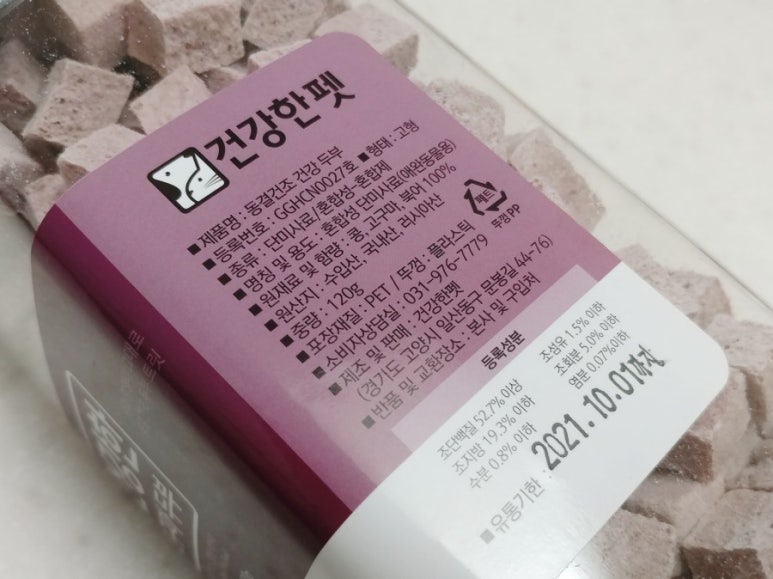 건강한펫
■ 제품명 : 동결건조 건강 두부
■ 등록번호 : GGHCN0027호 ■ 형태 : 고형
■ 종류 : 단미사료/혼합성-혼합제
■ 명칭 및 용도 : 혼합성 단미사료(애완동물용)
■ 원재료 및 함량 : 콩, 고구마, 북어 100%
■ 원산지 : 수입산, 국내산, 러시아산
■ 중량 : 120g
■ 포장재질 : PET / 뚜껑 : 플라스틱
■ 소비자상담실 : 031-976-7779
■ 제조 및 판매 : 건강한펫
(경기도 고양시 일산동구 문봉길 44-76)
■ 반품 및 교환장소 : 본사 및 구입처
페트
뚜껑 PP
등록성분
조단백질 52.7% 이상 조섬유 1.5% 이하
조지방 19.3% 이하 조회분 5.0% 이하
수분 0.8% 이하 염분 0.07%이하
■ 유통기한 : 2021.10.01까지